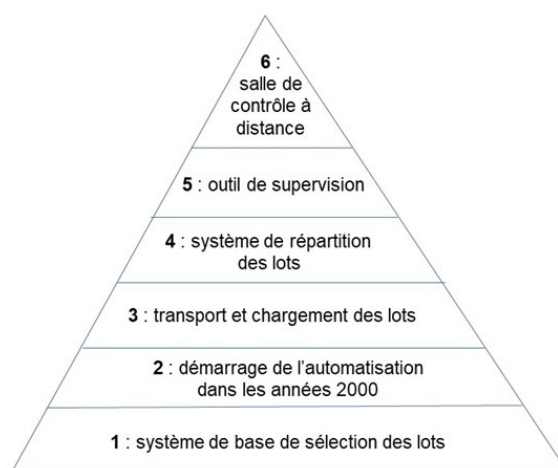 6 :
salle de
contrôle à
distance
5 : outil de supervision
4 : système de répartition
des lots
3 : transport et chargement des lots
2 : démarrage de l’automatisation
dans les années 2000
1 : système de base de sélection des lots